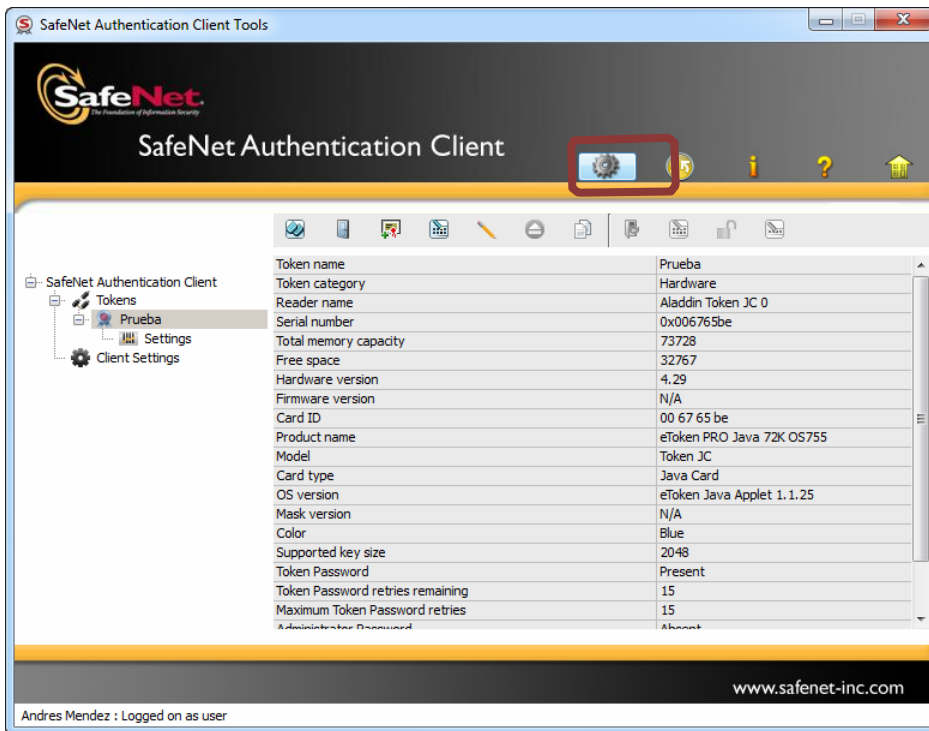 SafeNet Authentication Client Tools
SafeNet.
The Foundation of Information Security
SafeNet Authentication Client
SafeNet Authentication Client
Tokens
Prueba
Settings
Client Settings
Token name Prueba
Token category Hardware
Reader name Aladdin Token JC 0
Serial number 0x006765be
Total memory capacity 73728
Free space 32767
Hardware version 4.29
Firmware version N/A
Card ID 00 67 65 be
Product name eToken PRO Java 72K OS755
Model Token JC
Card type Java Card
OS version eToken Java Applet 1.1.25
Mask version N/A
Color Blue
Supported key size 2048
Token Password Present
Token Password retries remaining 15
Maximum Token Password retries 15
Administrator Password Absent
www.safenet-inc.com
Andres Mendez : Logged on as user